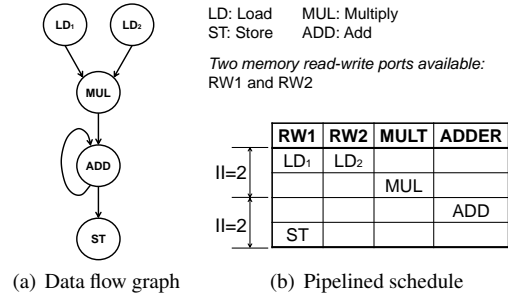 LD₁ LD₂
MUL
ADD
ST
(a) Data flow graph
LD: Load MUL: Multiply
ST: Store ADD: Add
Two memory read-write ports available:
RW1 and RW2
RW1 RW2 MULT ADDER
II=2 LD₁ LD₂
MUL
II=2 ADD
ST
(b) Pipelined schedule